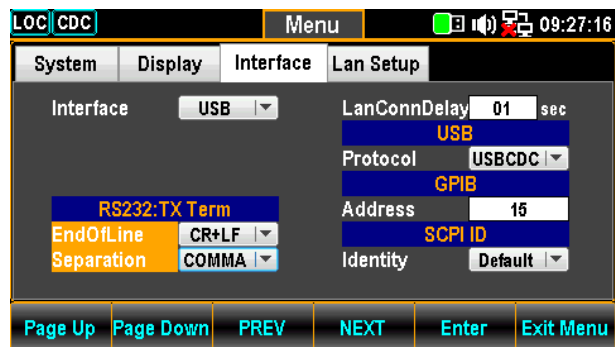 LOC CDC Menu 09:27:16
System Display Interface Lan Setup
Interface USB
LanConnDelay 01 sec
USB
Protocol USBCDC
GPIB
RS232:TX Term
Address 15
EndOfLine CR+LF
SCPI ID
Separation COMMA
Identity Default
Page Up Page Down PREV NEXT Enter Exit Menu